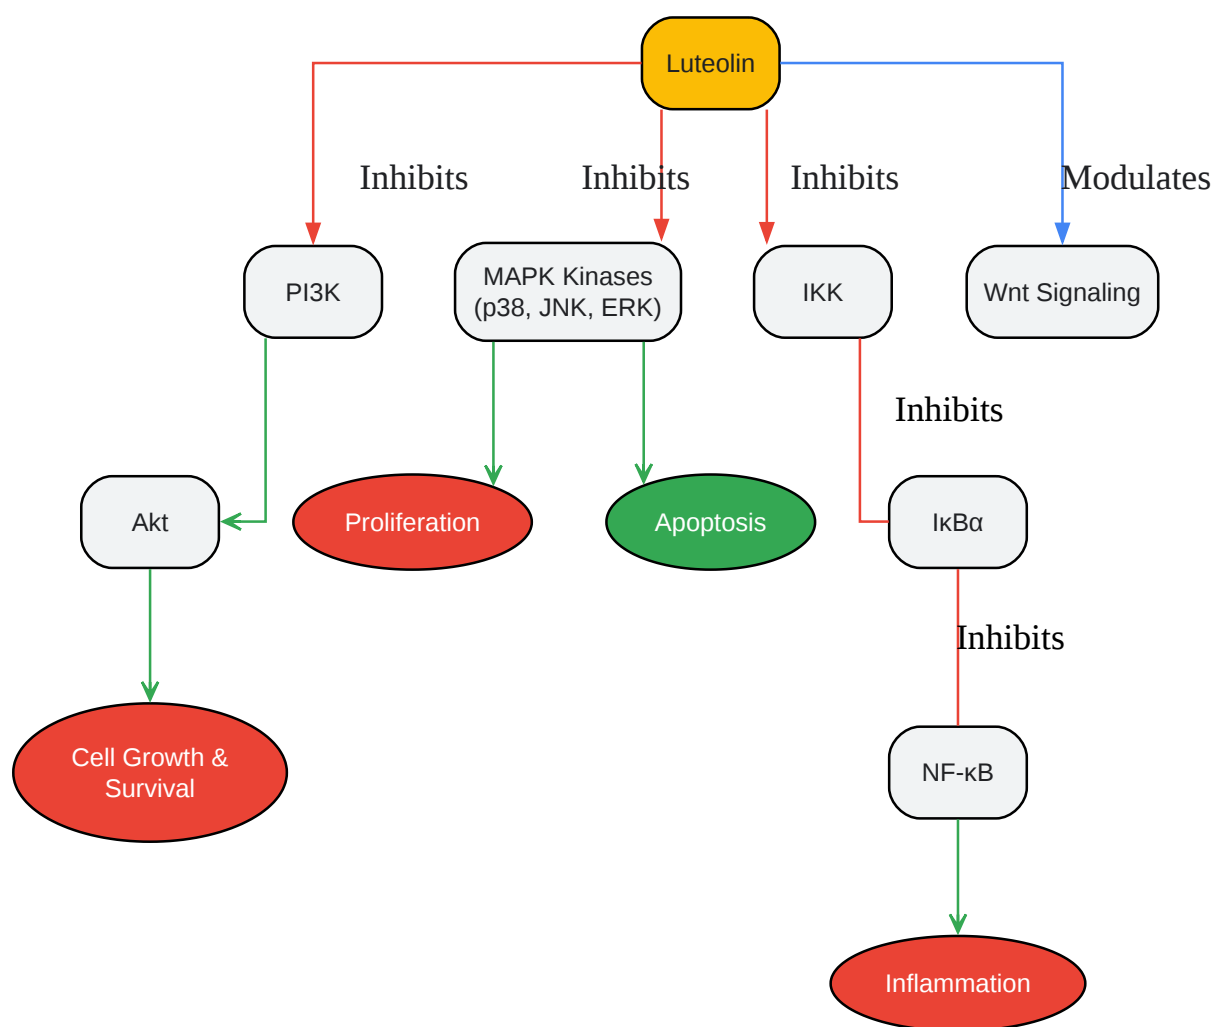 Luteolin
Inhibits
Inhibits
Inhibits
Modulates
PI3K
MAPK Kinases
(p38, JNK, ERK)
IKK
Wnt Signaling
Inhibits
Akt
Proliferation
Apoptosis
IκBα
Inhibits
Cell Growth &
Survival
NF-κB
Inflammation